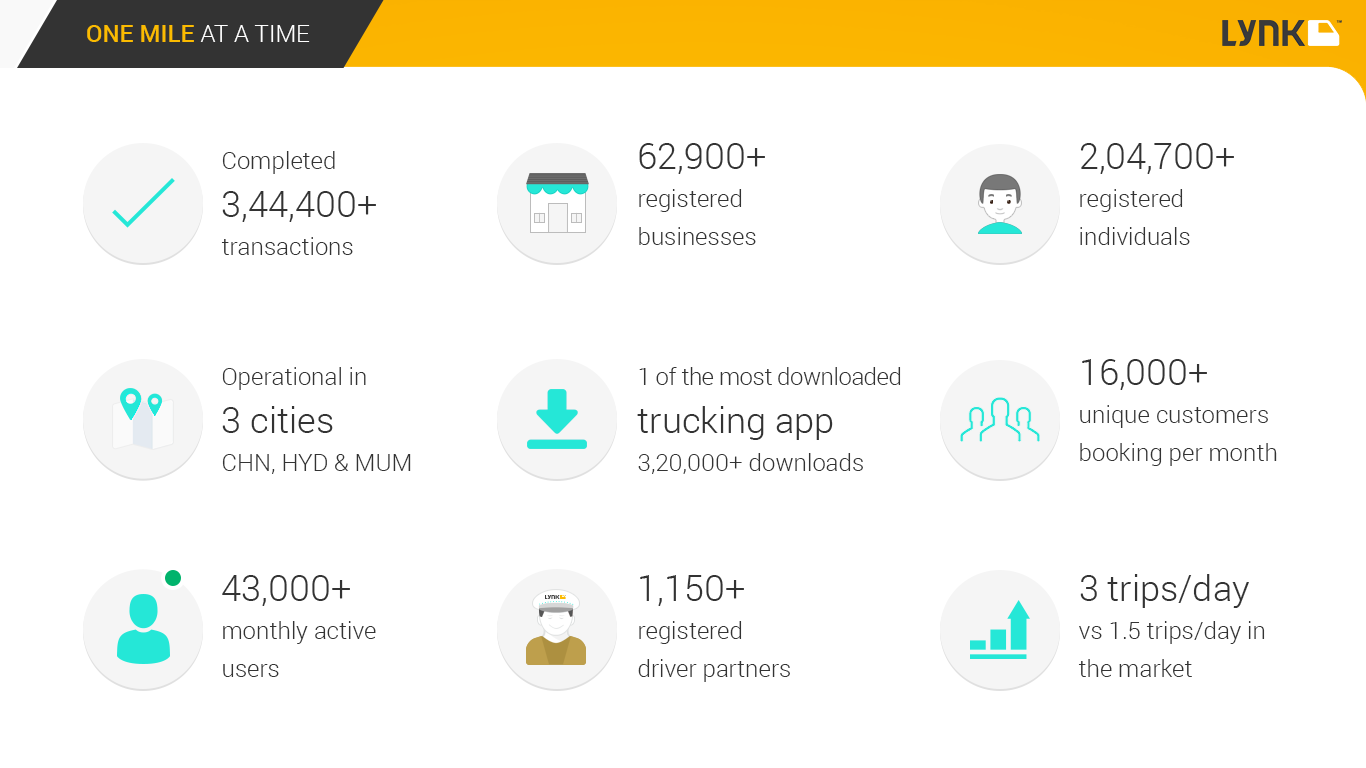 ONE MILE AT A TIME
LYNK
TM
Completed
3,44,400+
transactions
62,900+
registered
businesses
2,04,700+
registered
individuals
Operational in
3 cities
CHN, HYD & MUM
1 of the most downloaded
trucking app
3,20,000+ downloads
16,000+
unique customers
booking per month
43,000+
monthly active
users
LYNK
1,150+
registered
driver partners
3 trips/day
vs 1.5 trips/day in
the market